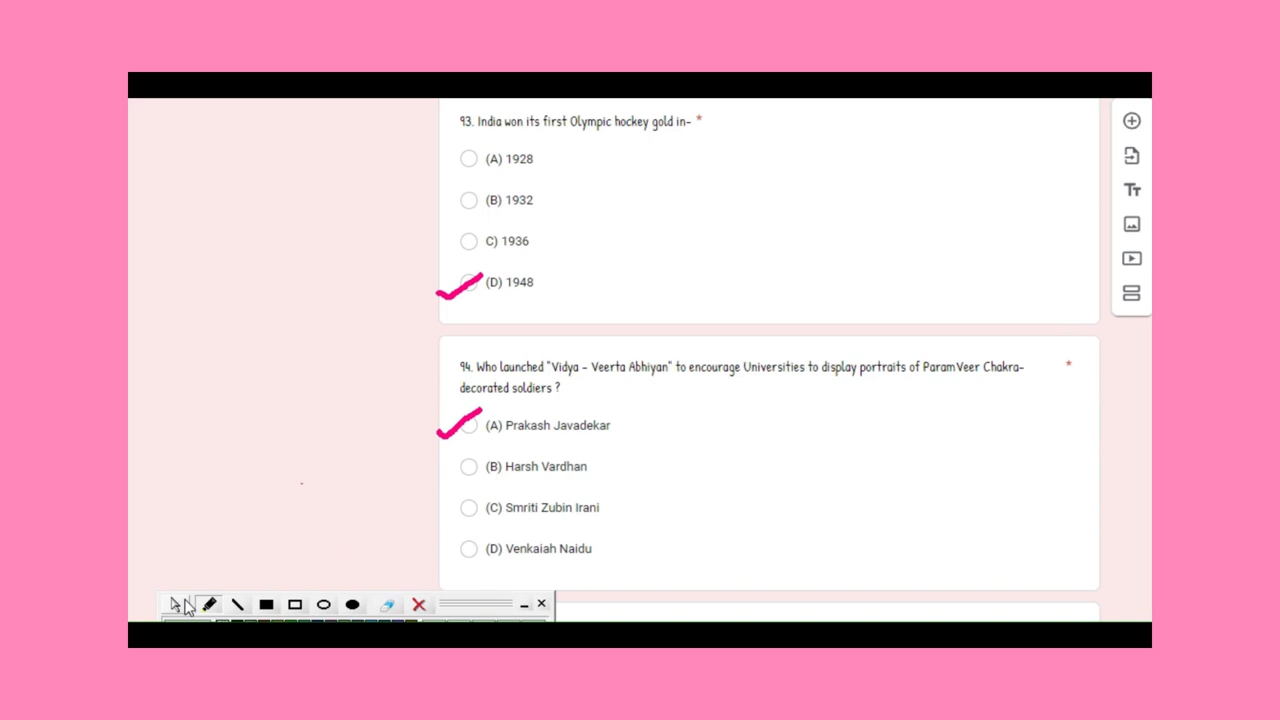 93. India won its first Olympic hockey gold in- *
(A) 1928
(B) 1932
C) 1936
(D) 1948
94. Who launched "Vidya - Veerta Abhiyan" to encourage Universities to display portraits of ParamVeer Chakra- *
decorated soldiers ?
(A) Prakash Javadekar
(B) Harsh Vardhan
(C) Smriti Zubin Irani
(D) Venkaiah Naidu